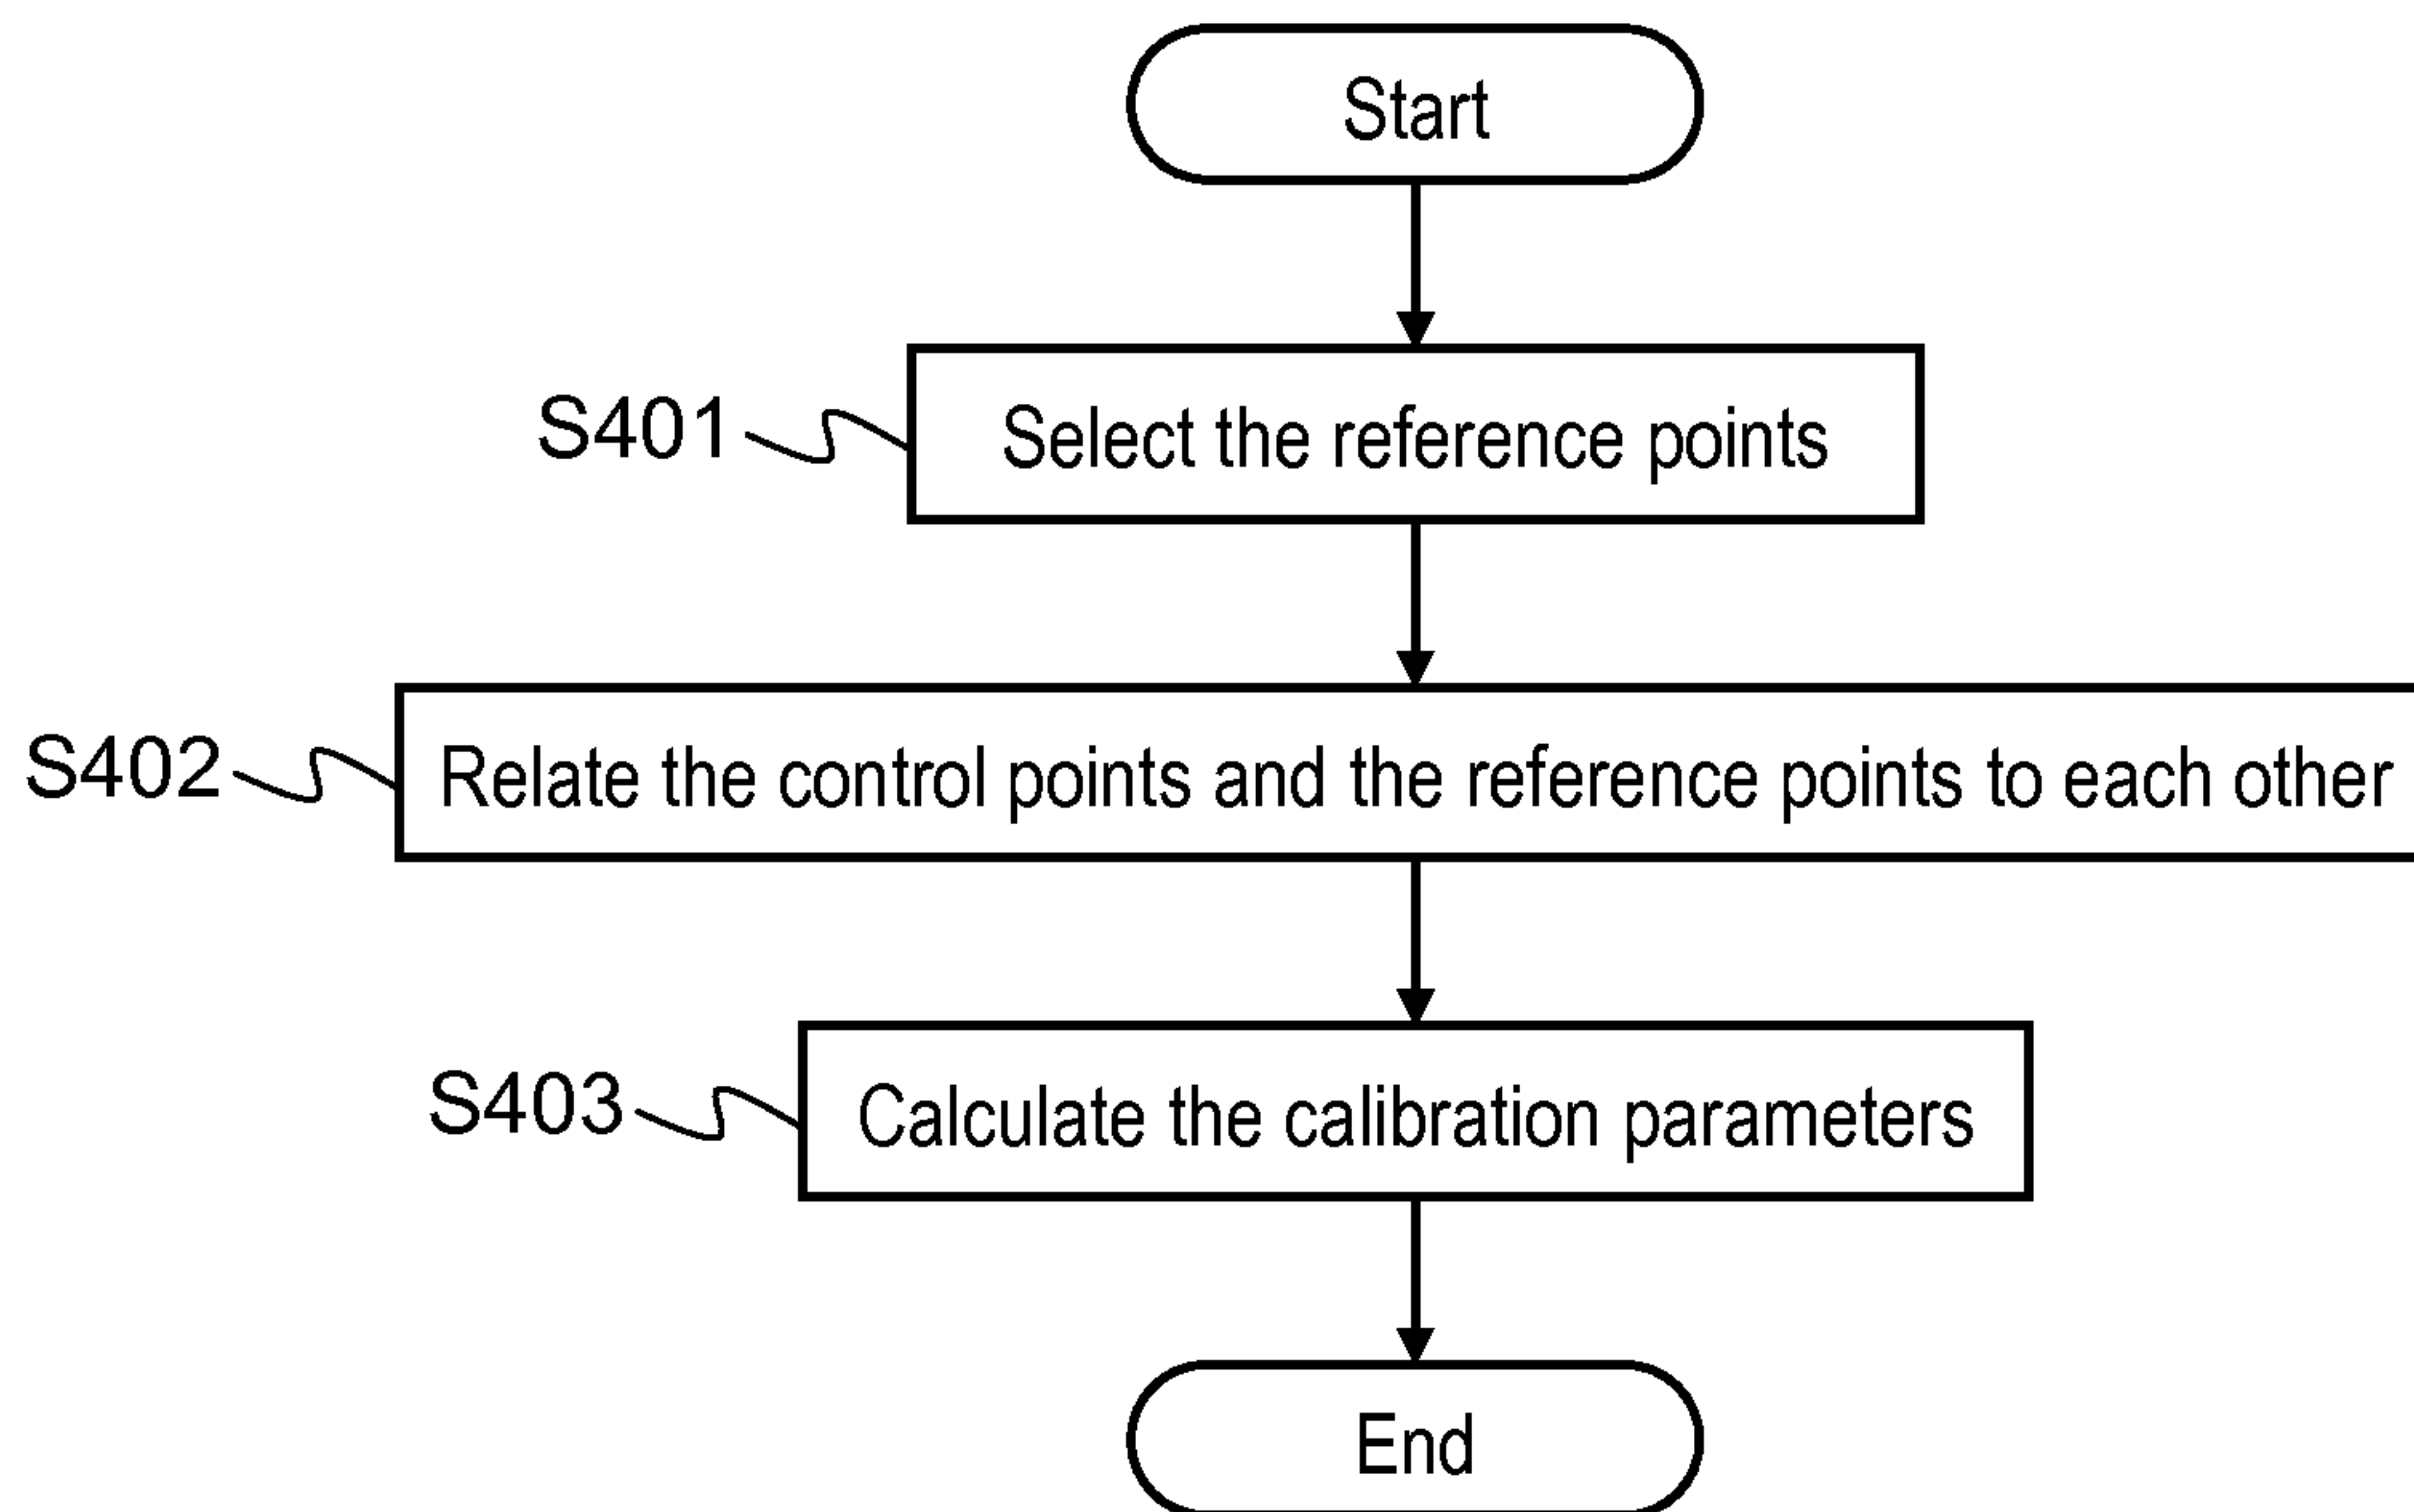 Start
S401
Select the reference points
S402
Relate the control points and the reference points to each other
S403
Calculate the calibration parameters
End